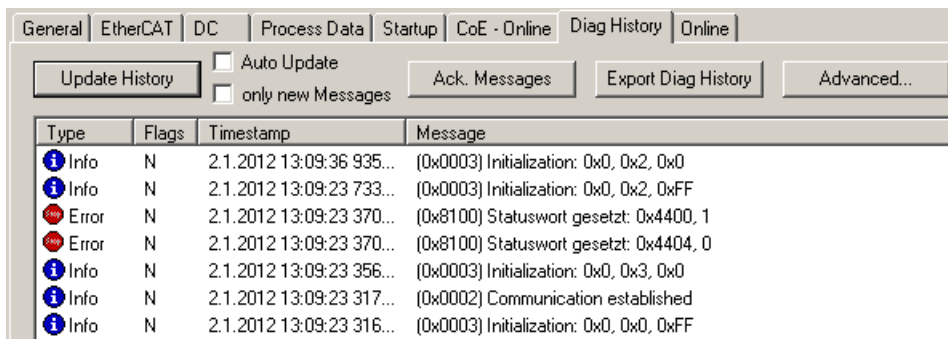 General EtherCAT DC Process Data Startup CoE - Online Diag History Online
Update History Auto Update Ack. Messages Export Diag History Advanced...
only new Messages
Type Flags Timestamp Message
Info N 2.1.2012 13:09:36 935... (0x0003) Initialization: 0x0, 0x2, 0x0
Info N 2.1.2012 13:09:23 733... (0x0003) Initialization: 0x0, 0x2, 0xFF
STOP Error N 2.1.2012 13:09:23 370... (0x8100) Statuswort gesetzt: 0x4400, 1
STOP Error N 2.1.2012 13:09:23 370... (0x8100) Statuswort gesetzt: 0x4404, 0
Info N 2.1.2012 13:09:23 356... (0x0003) Initialization: 0x0, 0x3, 0x0
Info N 2.1.2012 13:09:23 317... (0x0002) Communication established
Info N 2.1.2012 13:09:23 316... (0x0003) Initialization: 0x0, 0x0, 0xFF